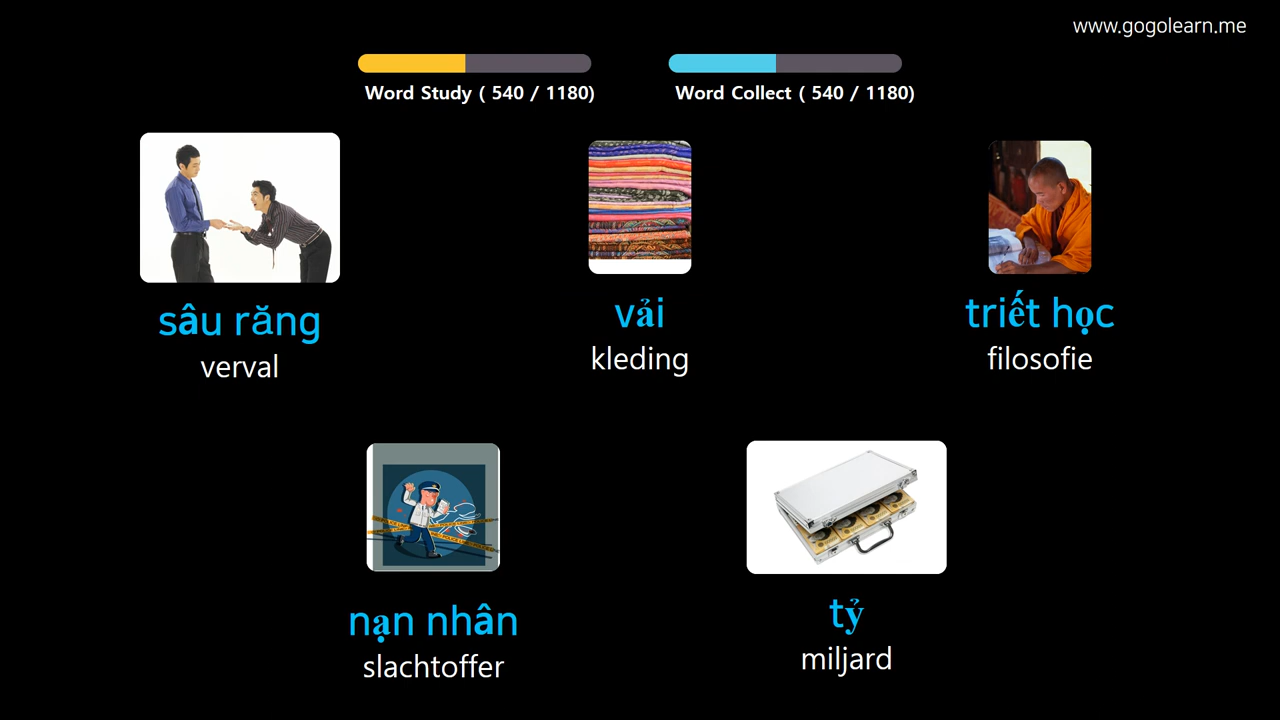 www.gogolearn.me
Word Study ( 540 / 1180)
Word Collect ( 540 / 1180)
sâu răng
verval
vải
kleding
triết học
filosofie
nạn nhân
slachtoffer
tỷ
miljard